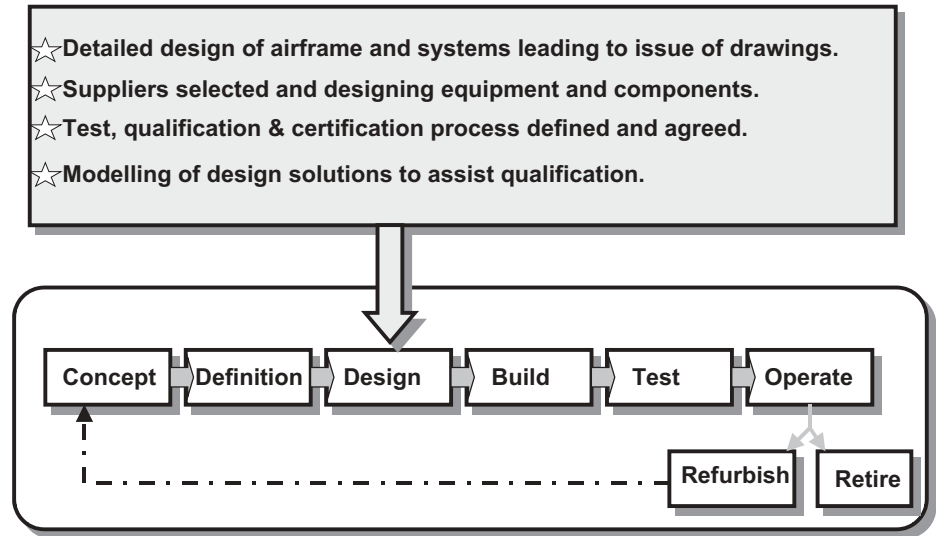 Detailed design of airframe and systems leading to issue of drawings.
Suppliers selected and designing equipment and components.
Test, qualification & certification process defined and agreed.
Modelling of design solutions to assist qualification.
Concept
Definition
Design
Build
Test
Operate
Refurbish
Retire